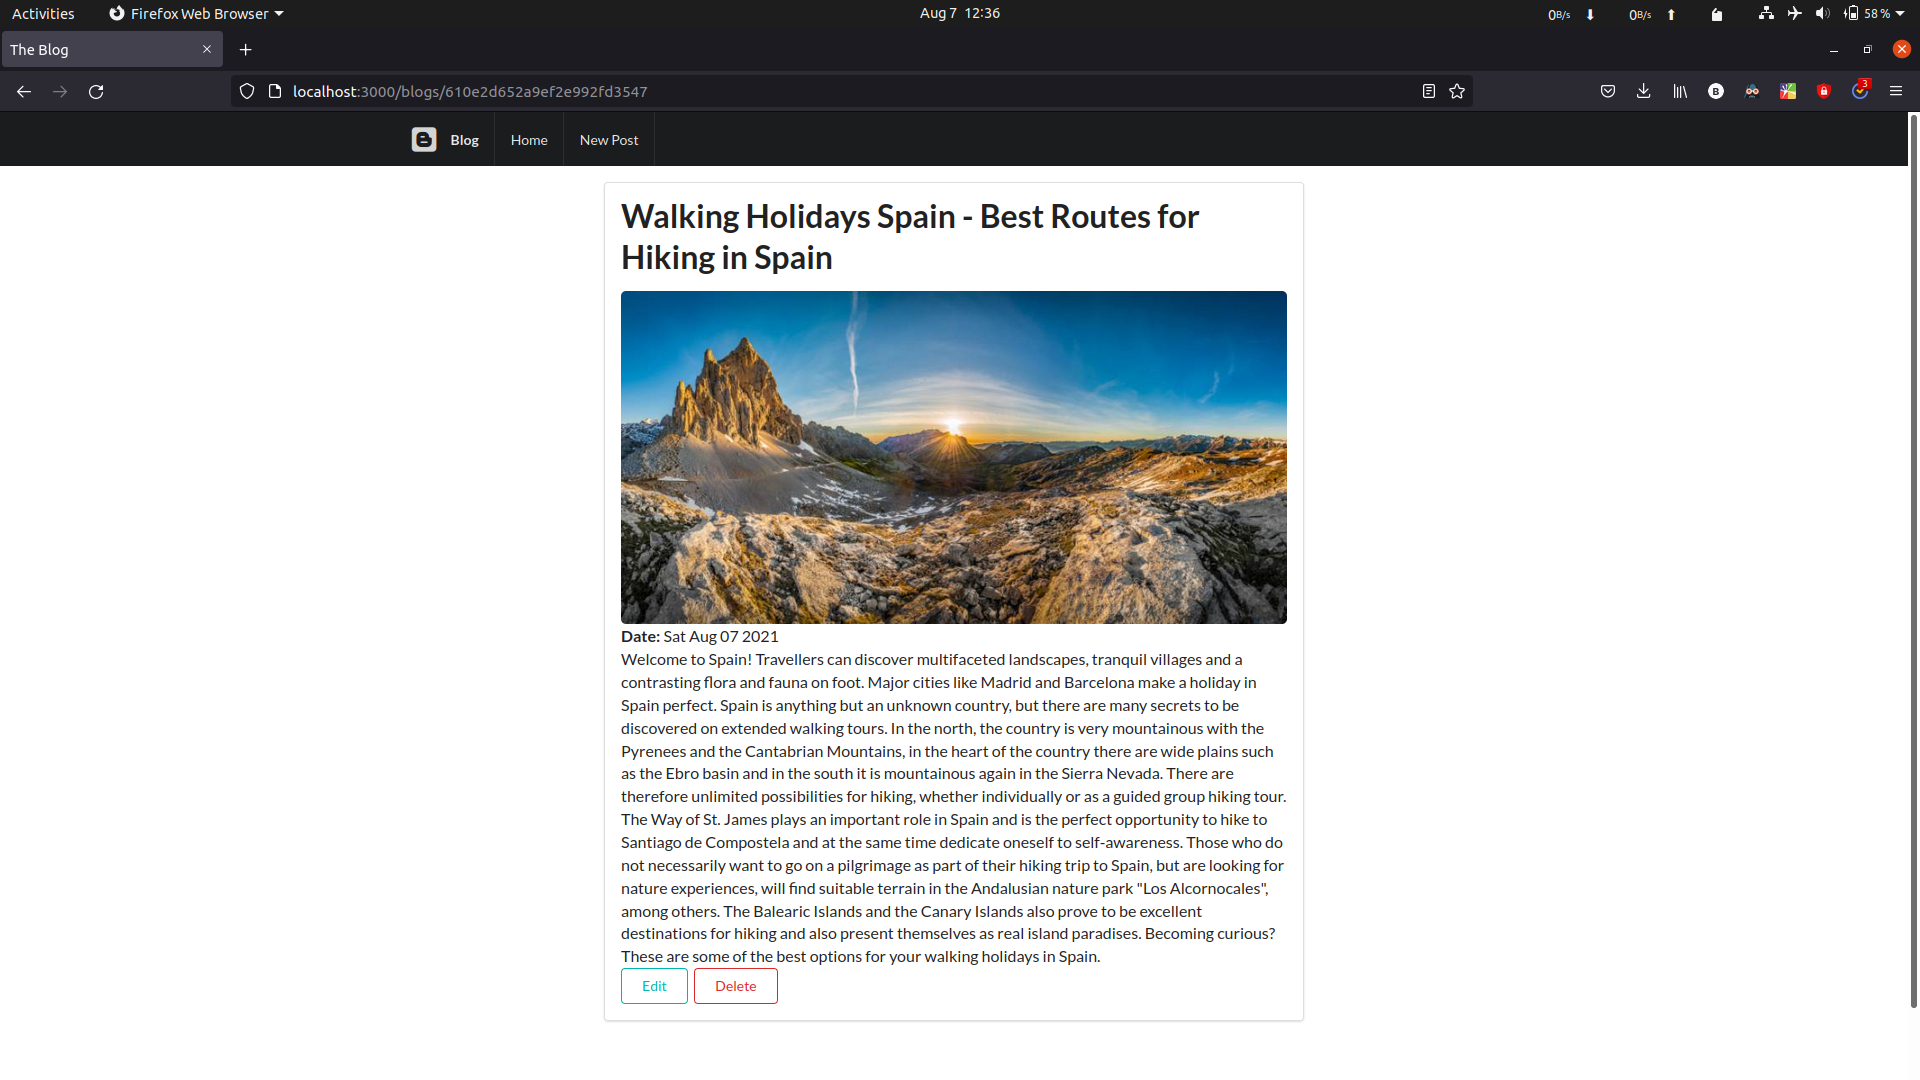 Activities Firefox Web Browser Aug 7 12:36 0B/s 0B/s 58 %
The Blog
localhost:3000/blogs/610e2d652a9ef2e992fd3547 B 3
Blog Home New Post
Walking Holidays Spain - Best Routes for
Hiking in Spain
Date: Sat Aug 07 2021
Welcome to Spain! Travellers can discover multifaceted landscapes, tranquil villages and a
contrasting flora and fauna on foot. Major cities like Madrid and Barcelona make a holiday in
Spain perfect. Spain is anything but an unknown country, but there are many secrets to be
discovered on extended walking tours. In the north, the country is very mountainous with the
Pyrenees and the Cantabrian Mountains, in the heart of the country there are wide plains such
as the Ebro basin and in the south it is mountainous again in the Sierra Nevada. There are
therefore unlimited possibilities for hiking, whether individually or as a guided group hiking tour.
The Way of St. James plays an important role in Spain and is the perfect opportunity to hike to
Santiago de Compostela and at the same time dedicate oneself to self-awareness. Those who do
not necessarily want to go on a pilgrimage as part of their hiking trip to Spain, but are looking for
nature experiences, will find suitable terrain in the Andalusian nature park "Los Alcornocales",
among others. The Balearic Islands and the Canary Islands also prove to be excellent
destinations for hiking and also present themselves as real island paradises. Becoming curious?
These are some of the best options for your walking holidays in Spain.
Edit Delete